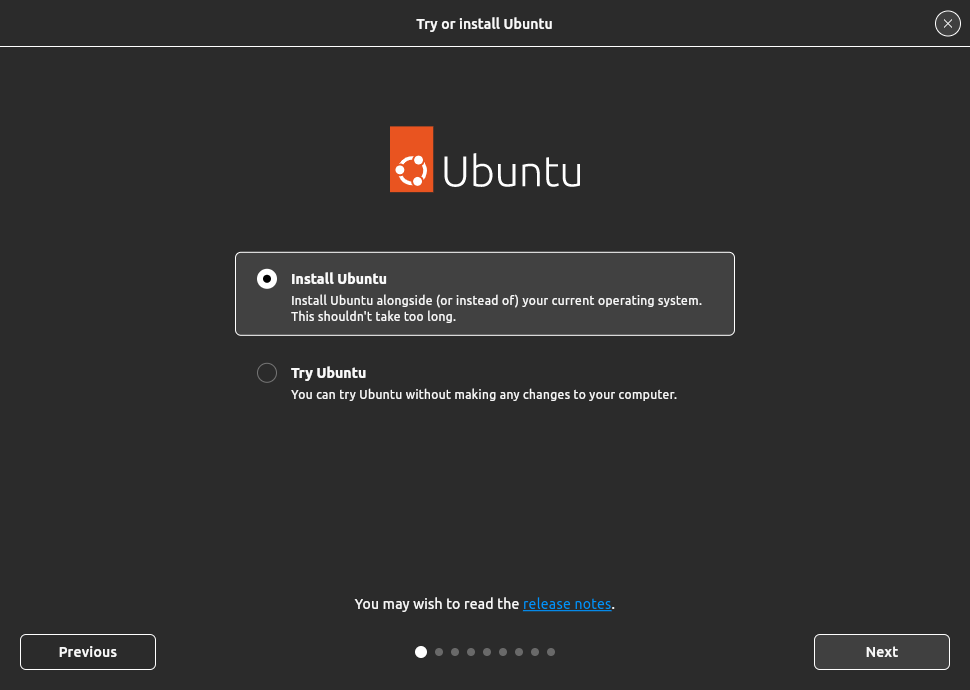 Try or install Ubuntu
Ubuntu
Install Ubuntu
Install Ubuntu alongside (or instead of) your current operating system.
This shouldn't take too long.
Try Ubuntu
You can try Ubuntu without making any changes to your computer.
You may wish to read the release notes.
Previous
Next